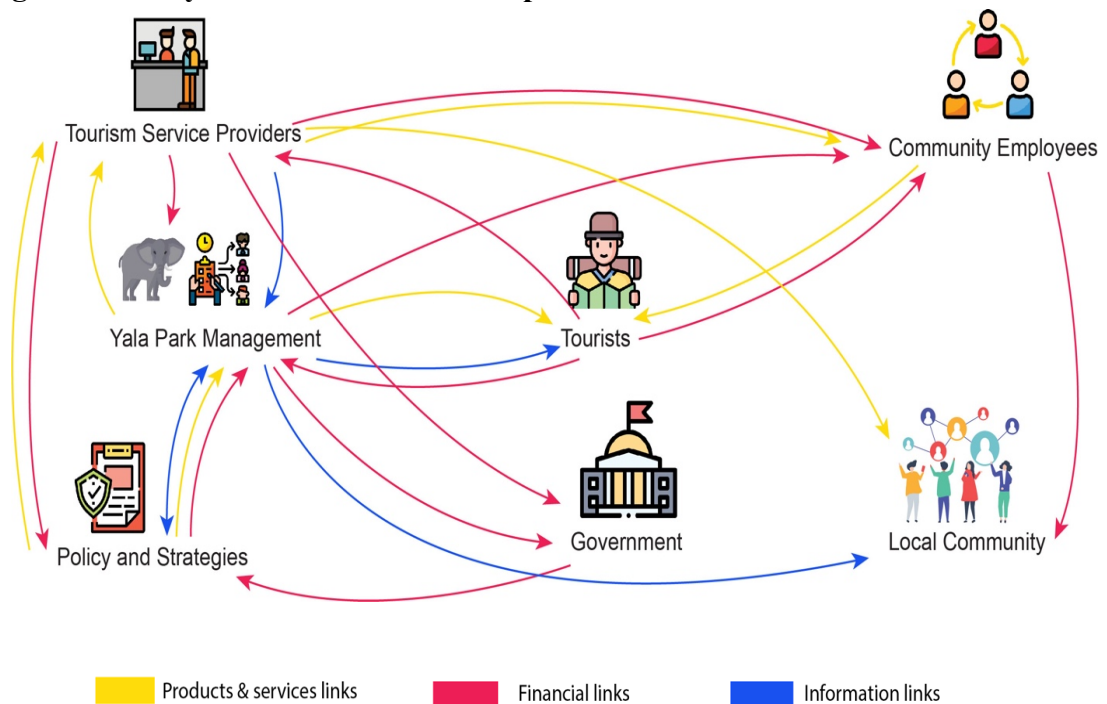 Tourism Service Providers
Community Employees
Yala Park Management
Tourists
Policy and Strategies
Government
Local Community
Products & services links
Financial links
Information links